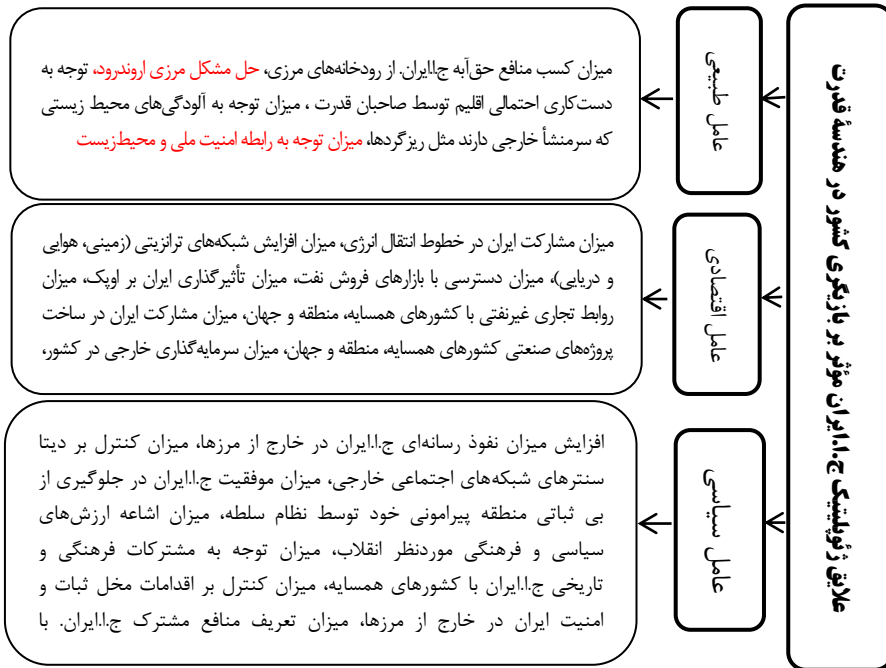 علایق ژئوپلیتیک ج.ا.ایران مؤثر بر بازیگری کشور در هندسۀ قدرت
عامل طبیعی
میزان کسب منافع حق‌آبه ج.ا.ایران. از رودخانه‌های مرزی، حل مشکل مرزی اروندرود، توجه به
دست‌کاری احتمالی اقلیم توسط صاحبان قدرت ، میزان توجه به آلودگی‌های محیط زیستی
که سرمنشأ خارجی دارند مثل ریزگردها، میزان توجه به رابطه امنیت ملی و محیط‌زیست
عامل اقتصادی
میزان مشارکت ایران در خطوط انتقال انرژی، میزان افزایش شبکه‌های ترانزیتی (زمینی، هوایی
و دریایی)، میزان دسترسی با بازارهای فروش نفت، میزان تأثیرگذاری ایران بر اوپک، میزان
روابط تجاری غیرنفتی با کشورهای همسایه، منطقه و جهان، میزان مشارکت ایران در ساخت
پروژه‌های صنعتی کشورهای همسایه، منطقه و جهان، میزان سرمایه‌گذاری خارجی در کشور،
عامل سیاسی
افزایش میزان نفوذ رسانه‌ای ج.ا.ایران در خارج از مرزها، میزان کنترل بر دیتا
سنترهای شبکه‌های اجتماعی خارجی، میزان موفقیت ج.ا.ایران در جلوگیری از
بی ثباتی منطقه پیرامونی خود توسط نظام سلطه، میزان اشاعه ارزش‌های
سیاسی و فرهنگی موردنظر انقلاب، میزان توجه به مشترکات فرهنگی و
تاریخی ج.ا.ایران با کشورهای همسایه، میزان کنترل بر اقدامات مخل ثبات و
امنیت ایران در خارج از مرزها، میزان تعریف منافع مشترک ج.ا.ایران. با